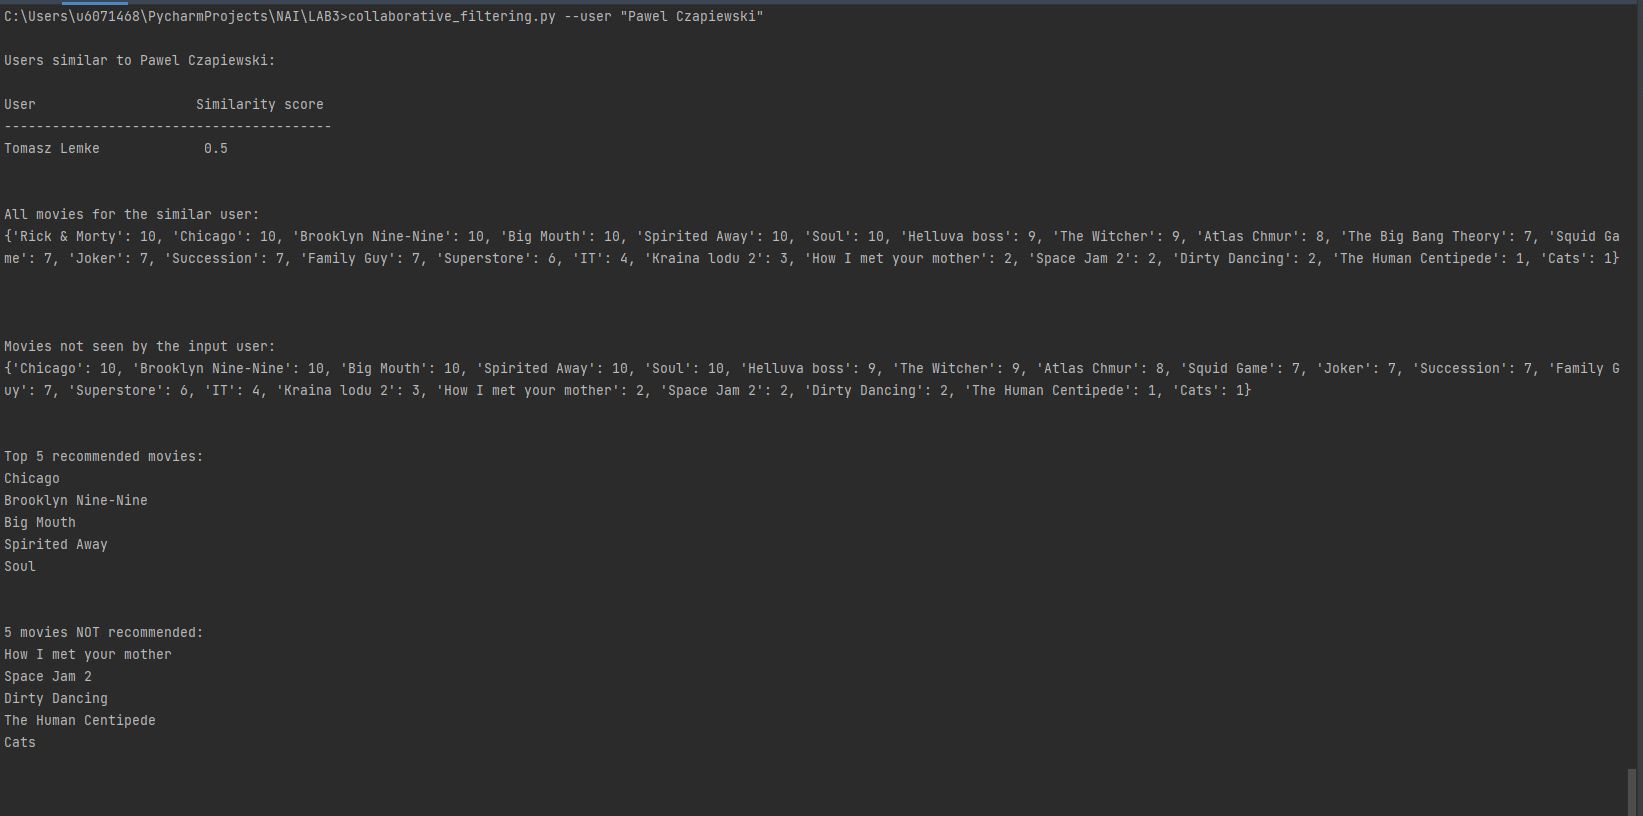 C:\Users\u6071468\PycharmProjects\NAI\LAB3>collaborative_filtering.py --user "Pawel Czapiewski"
Users similar to Pawel Czapiewski:
User                    Similarity score
-----------------------------------------
Tomasz Lemke             0.5
All movies for the similar user:
{'Rick & Morty': 10, 'Chicago': 10, 'Brooklyn Nine-Nine': 10, 'Big Mouth': 10, 'Spirited Away': 10, 'Soul': 10, 'Helluva boss': 9, 'The Witcher': 9, 'Atlas Chmur': 8, 'The Big Bang Theory': 7, 'Squid Ga
me': 7, 'Joker': 7, 'Succession': 7, 'Family Guy': 7, 'Superstore': 6, 'IT': 4, 'Kraina lodu 2': 3, 'How I met your mother': 2, 'Space Jam 2': 2, 'Dirty Dancing': 2, 'The Human Centipede': 1, 'Cats': 1}
Movies not seen by the input user:
{'Chicago': 10, 'Brooklyn Nine-Nine': 10, 'Big Mouth': 10, 'Spirited Away': 10, 'Soul': 10, 'Helluva boss': 9, 'The Witcher': 9, 'Atlas Chmur': 8, 'Squid Game': 7, 'Joker': 7, 'Succession': 7, 'Family G
uy': 7, 'Superstore': 6, 'IT': 4, 'Kraina lodu 2': 3, 'How I met your mother': 2, 'Space Jam 2': 2, 'Dirty Dancing': 2, 'The Human Centipede': 1, 'Cats': 1}
Top 5 recommended movies:
Chicago
Brooklyn Nine-Nine
Big Mouth
Spirited Away
Soul
5 movies NOT recommended:
How I met your mother
Space Jam 2
Dirty Dancing
The Human Centipede
Cats